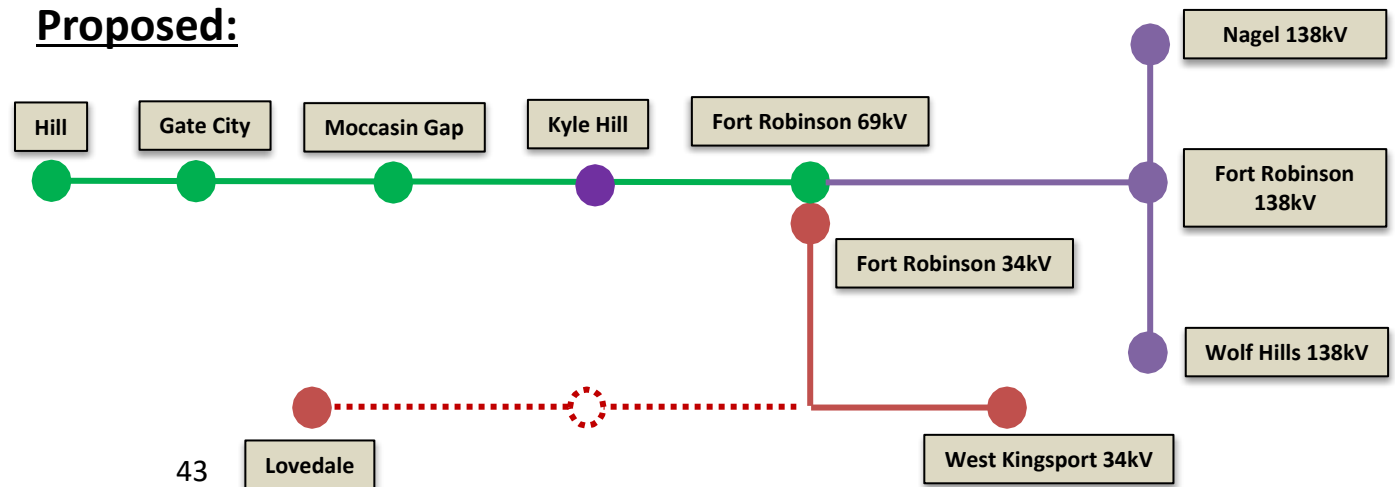 Proposed:
Nagel 138kV
Hill
Gate City
Moccasin Gap
Kyle Hill
Fort Robinson 69kV
Fort Robinson
138kV
Fort Robinson 34kV
Wolf Hills 138kV
43
Lovedale
West Kingsport 34kV